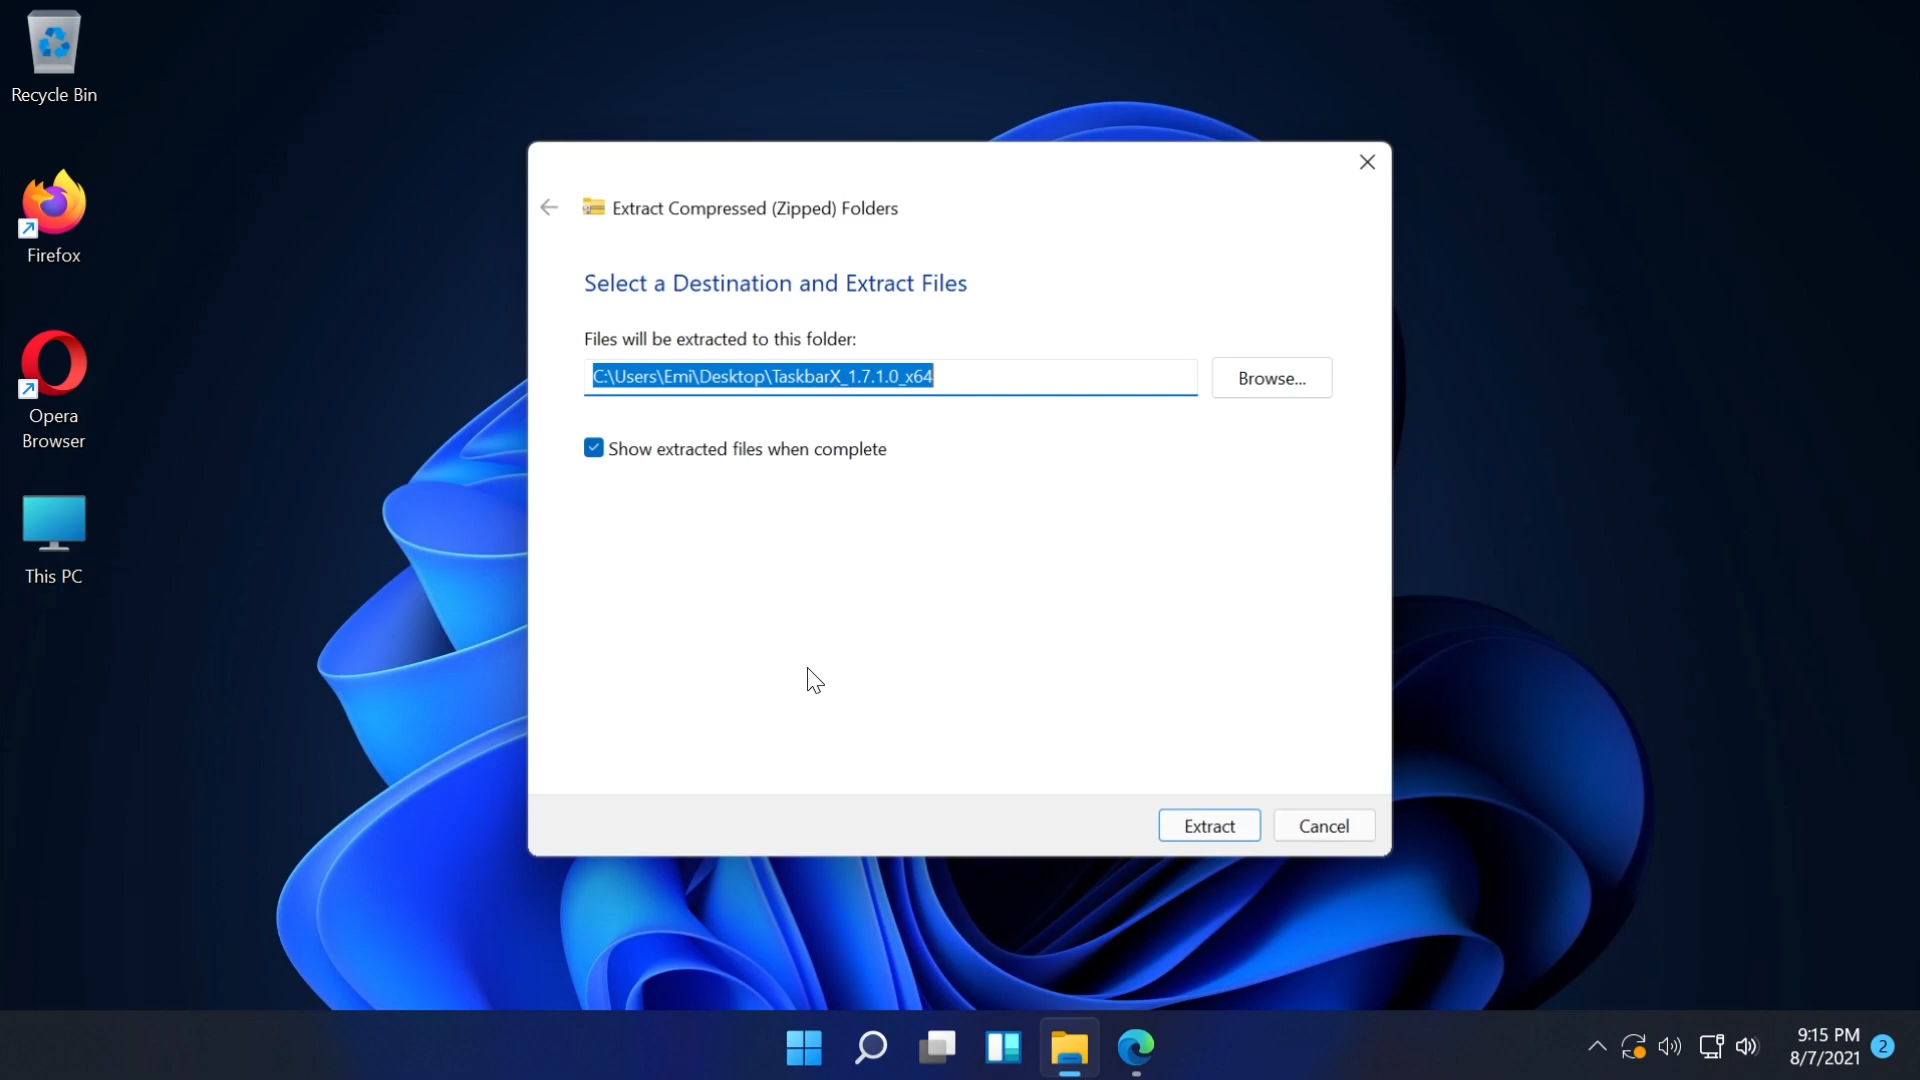 Recycle Bin
Firefox
Opera
Browser
This PC
Extract Compressed (Zipped) Folders
Select a Destination and Extract Files
Files will be extracted to this folder:
C:\Users\Emi\Desktop\TaskbarX_1.7.1.0_x64
Browse...
Show extracted files when complete
Extract
Cancel
9:15 PM
8/7/2021
2